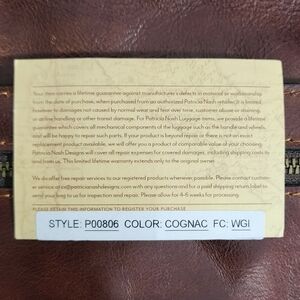 Your item carries a lifetime guarantee against manufacturer's defects in material or workmanship
from the date of purchase, when purchased from an authorized Patricia Nash retailer. It is limited
however to damages not caused by normal wear and tear over time, customer abuse or staining,
or airline handling or other transit damage. For Patricia Nash Luggage items, we provide a lifetime
guarantee which covers all mechanical components of the luggage such as the handle and wheels,
and will be happy to repair such parts. If your product is beyond repair or there is not an exact
replacement product available, we will offer you a product of comparable value of your choosing.
Patricia Nash Designs will cover all repair expenses for covered damages, including shipping costs to
and from us. This limited lifetime warranty extends only to the original owner.
We do offer free repair services to our registered products wherever possible. Please contact custom-
er service at cs@patricianashdesigns.com with any questions and for a paid shipping return label to
send your bag to us for inspection and repair. Please allow for 4-6 weeks for processing.
PLEASE RETAIN THIS INFORMATION TO REGISTER YOUR PURCHASE
STYLE: P00806 COLOR: COGNAC FC: WGI